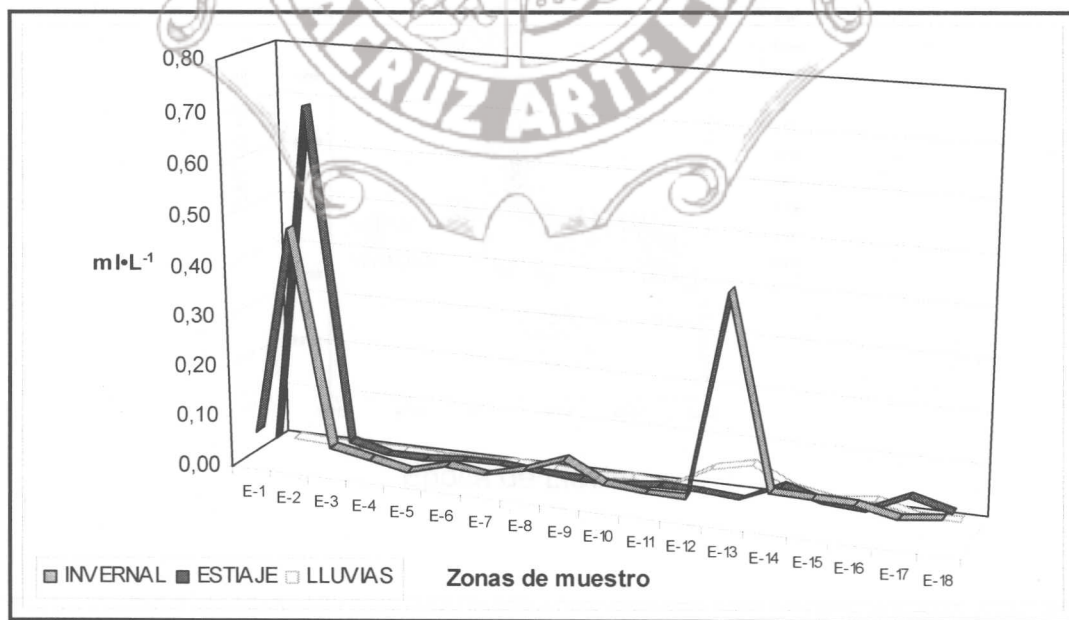 ACRUZ ARTE
0,80
0,70
0,60
0,50
0,40
0,30
0,20
0,10
0,00
ml•L-1
E-1
E-2
E-3
E-4
E-5
E-6
E-7
E-8
E-9
E-10
E-11
E-12
E-13
E-14
E-15
E-16
E-17
E-18
INVERNAL ESTIAJE LLUVIAS
Zonas de muestro